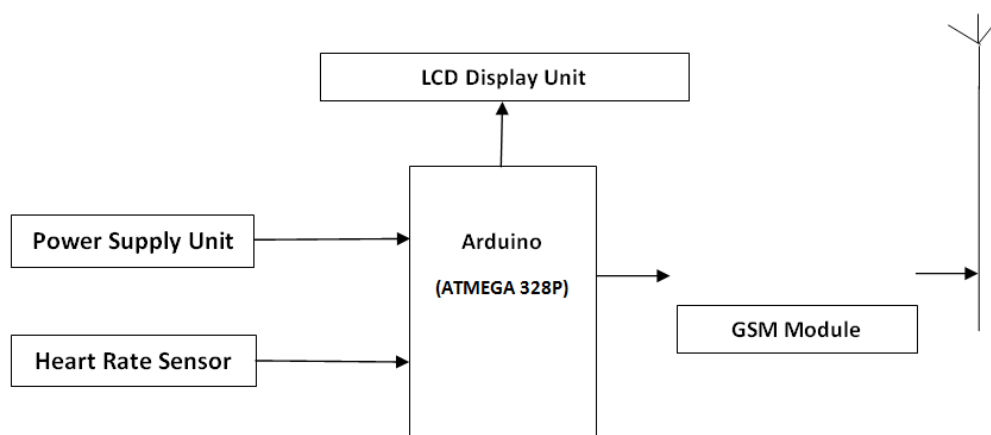 LCD Display Unit
Power Supply Unit
Arduino
(ATMEGA 328P)
GSM Module
Heart Rate Sensor